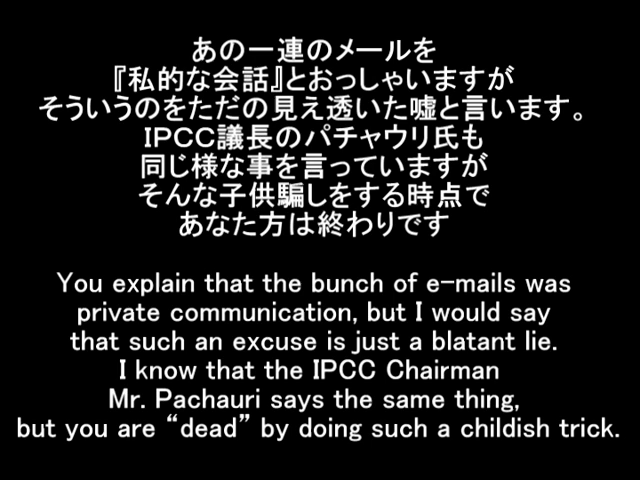 あの一連のメールを
『私的な会話』とおっしゃいますが
そういうのをただの見え透いた嘘と言います。
IPCC議長のパチャウリ氏も
同じ様な事を言っていますが
そんな子供騙しをする時点で
あなた方は終わりです
You explain that the bunch of e-mails was
private communication, but I would say
that such an excuse is just a blatant lie.
I know that the IPCC Chairman
Mr. Pachauri says the same thing,
but you are “dead” by doing such a childish trick.